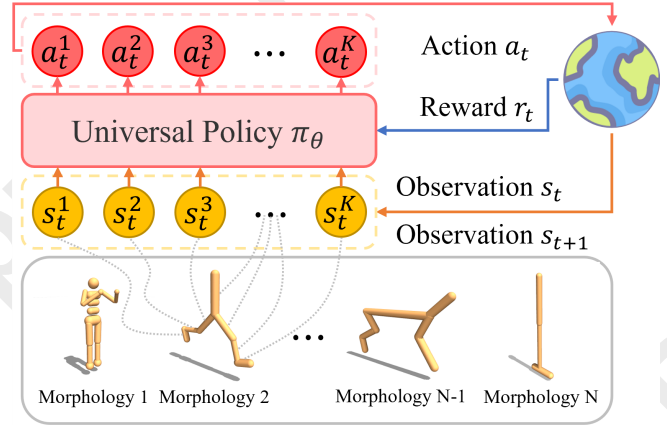 a_t^1 a_t^2 a_t^3 ... a_t^K
Action a_t
Universal Policy π_θ
Reward r_t
s_t^1 s_t^2 s_t^3 ... s_t^K
Observation s_t
Observation s_{t+1}
...
Morphology 1 Morphology 2 Morphology N-1 Morphology N